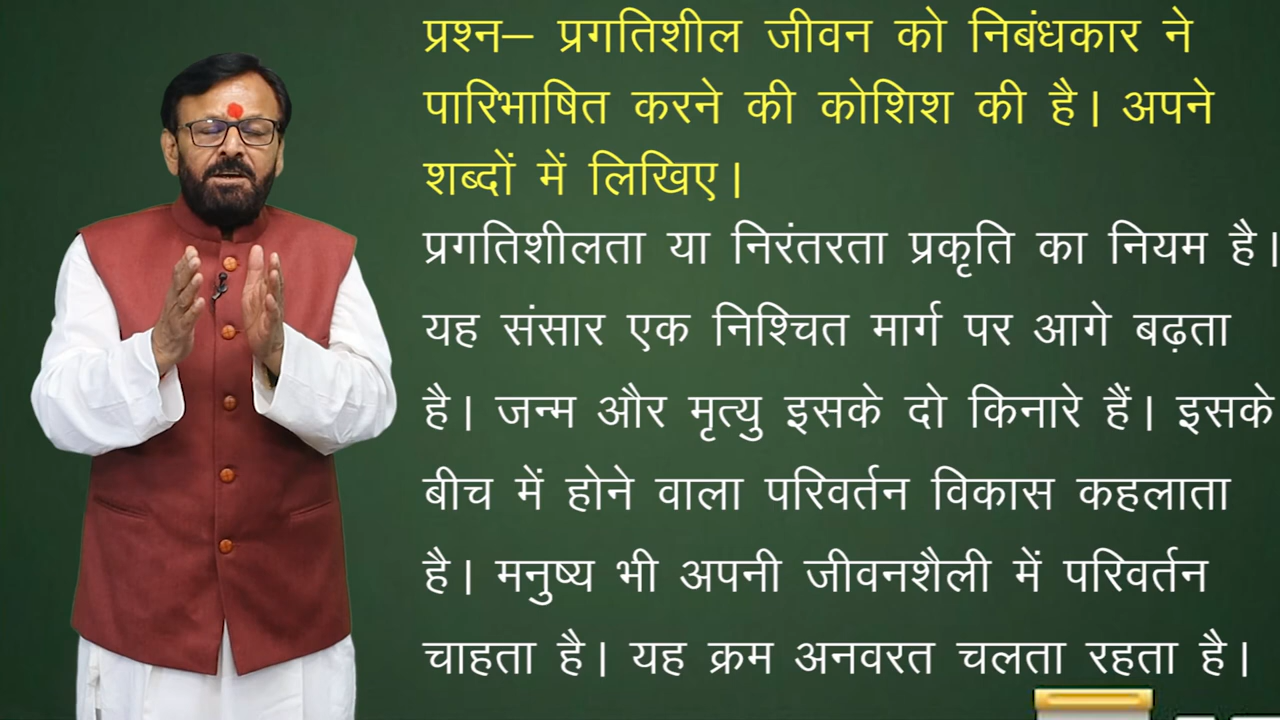 प्रश्न– प्रगतिशील जीवन को निबंधकार ने
पारिभाषित करने की कोशिश की है। अपने
शब्दों में लिखिए।
प्रगतिशीलता या निरंतरता प्रकृति का नियम है।
यह संसार एक निश्चित मार्ग पर आगे बढ़ता
है। जन्म और मृत्यु इसके दो किनारे हैं। इसके
बीच में होने वाला परिवर्तन विकास कहलाता
है। मनुष्य भी अपनी जीवनशैली में परिवर्तन
चाहता है। यह क्रम अनवरत चलता रहता है।